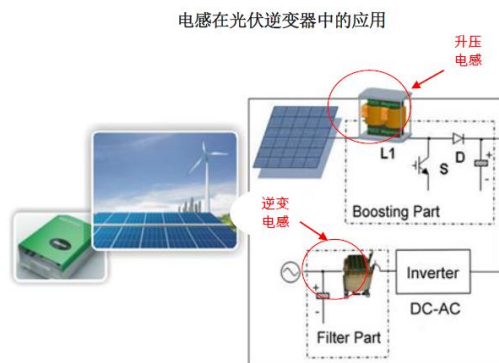 电感在光伏逆变器中的应用
升压
电感
L1
D
S
+
-
Boosting Part
逆变
电感
+
-
Filter Part
Inverter
DC-AC